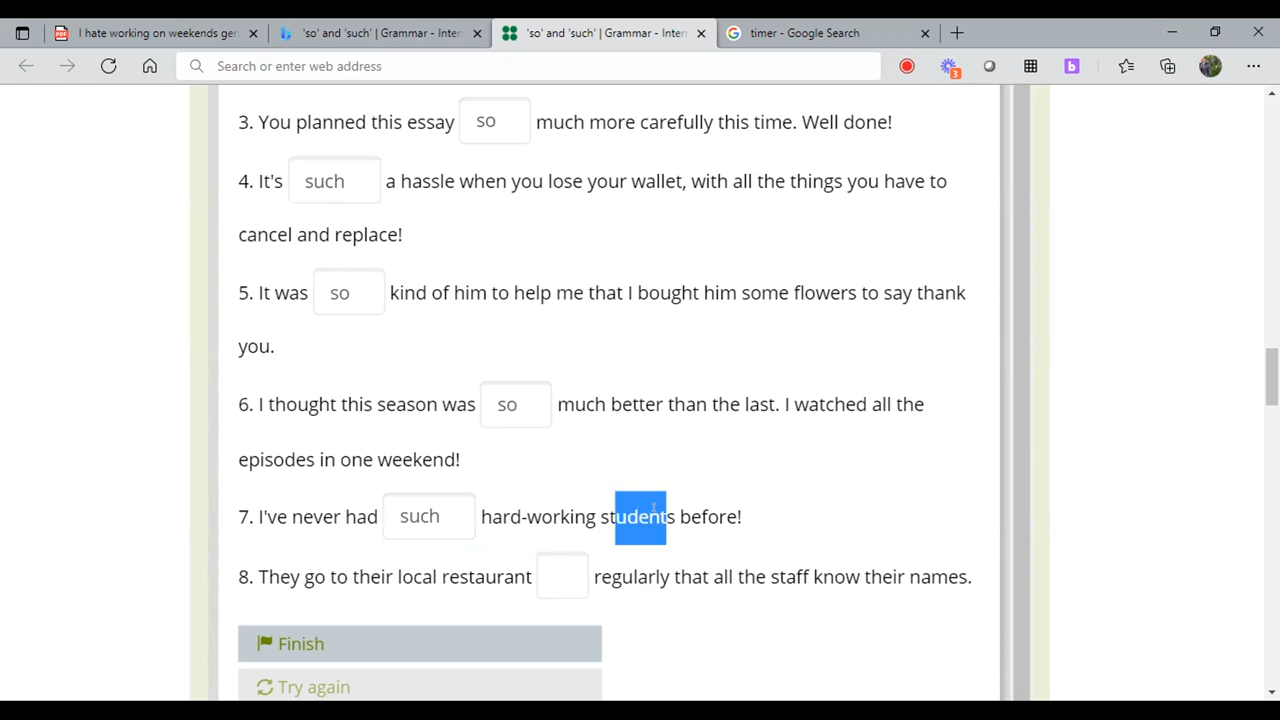 I hate working on weekends ger
'so' and 'such' | Grammar - Inter
'so' and 'such' | Grammar - Inter
timer - Google Search
Search or enter web address
3
b
3. You planned this essay so much more carefully this time. Well done!
4. It's such a hassle when you lose your wallet, with all the things you have to
cancel and replace!
5. It was so kind of him to help me that I bought him some flowers to say thank
you.
6. I thought this season was so much better than the last. I watched all the
episodes in one weekend!
7. I've never had such hard-working students before!
8. They go to their local restaurant regularly that all the staff know their names.
Finish
Try again